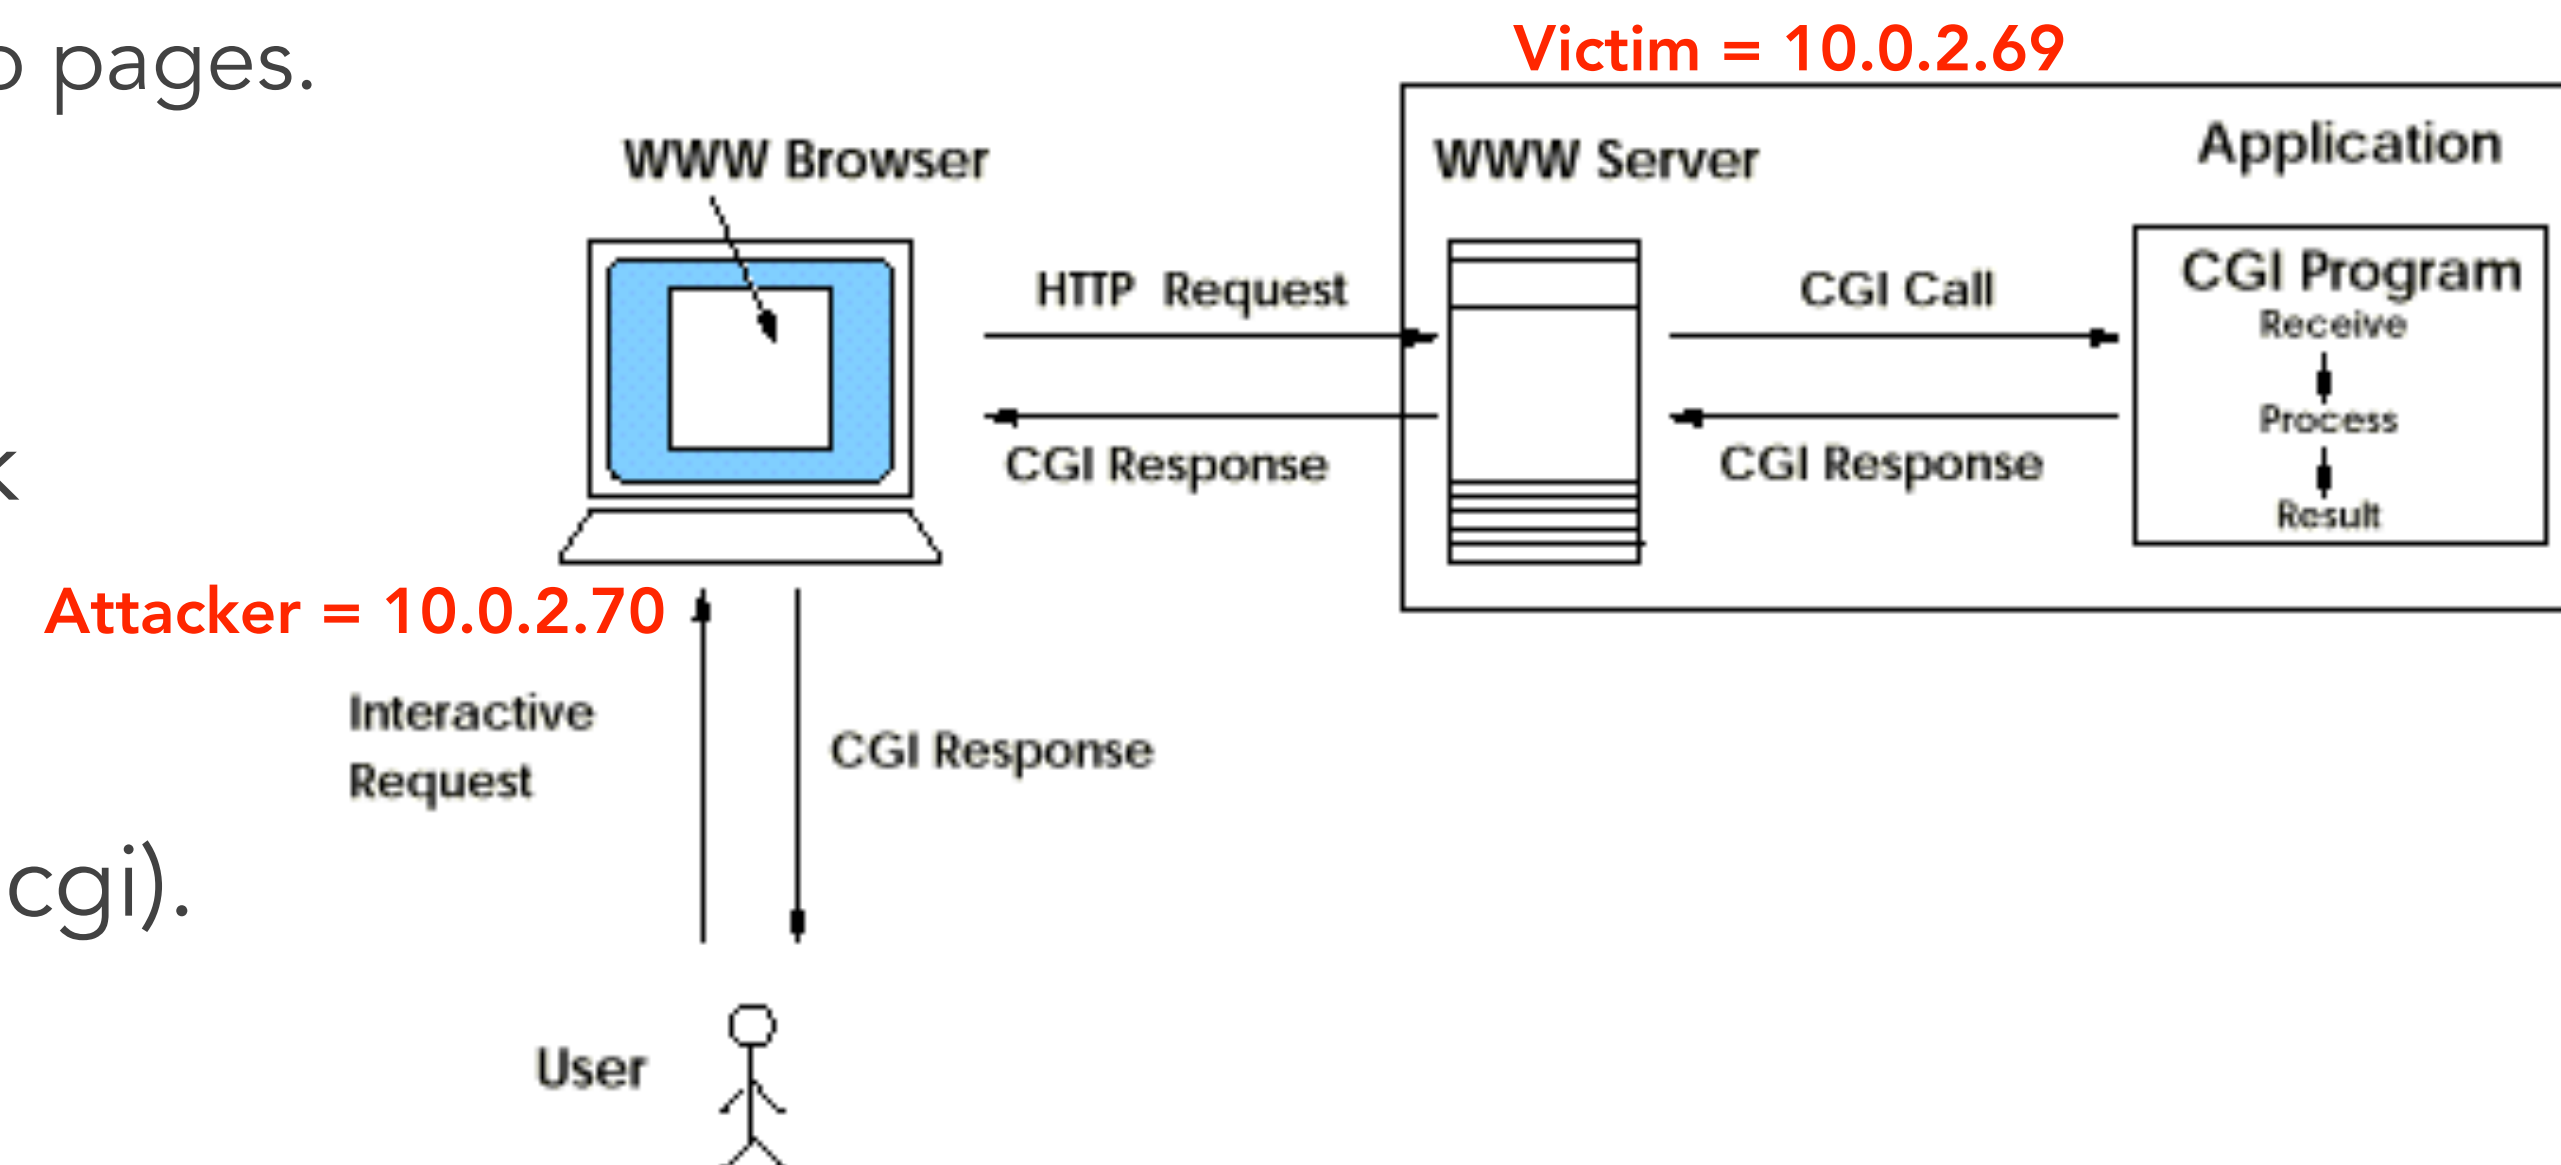 o pages.
Victim = 10.0.2.69
WWW Browser
WWW Server
Application
HTTP Request
CGI Call
CGI Program
Receive
Process
Result
CGI Response
CGI Response
k
Attacker = 10.0.2.70
Interactive
Request
CGI Response
cgi).
User